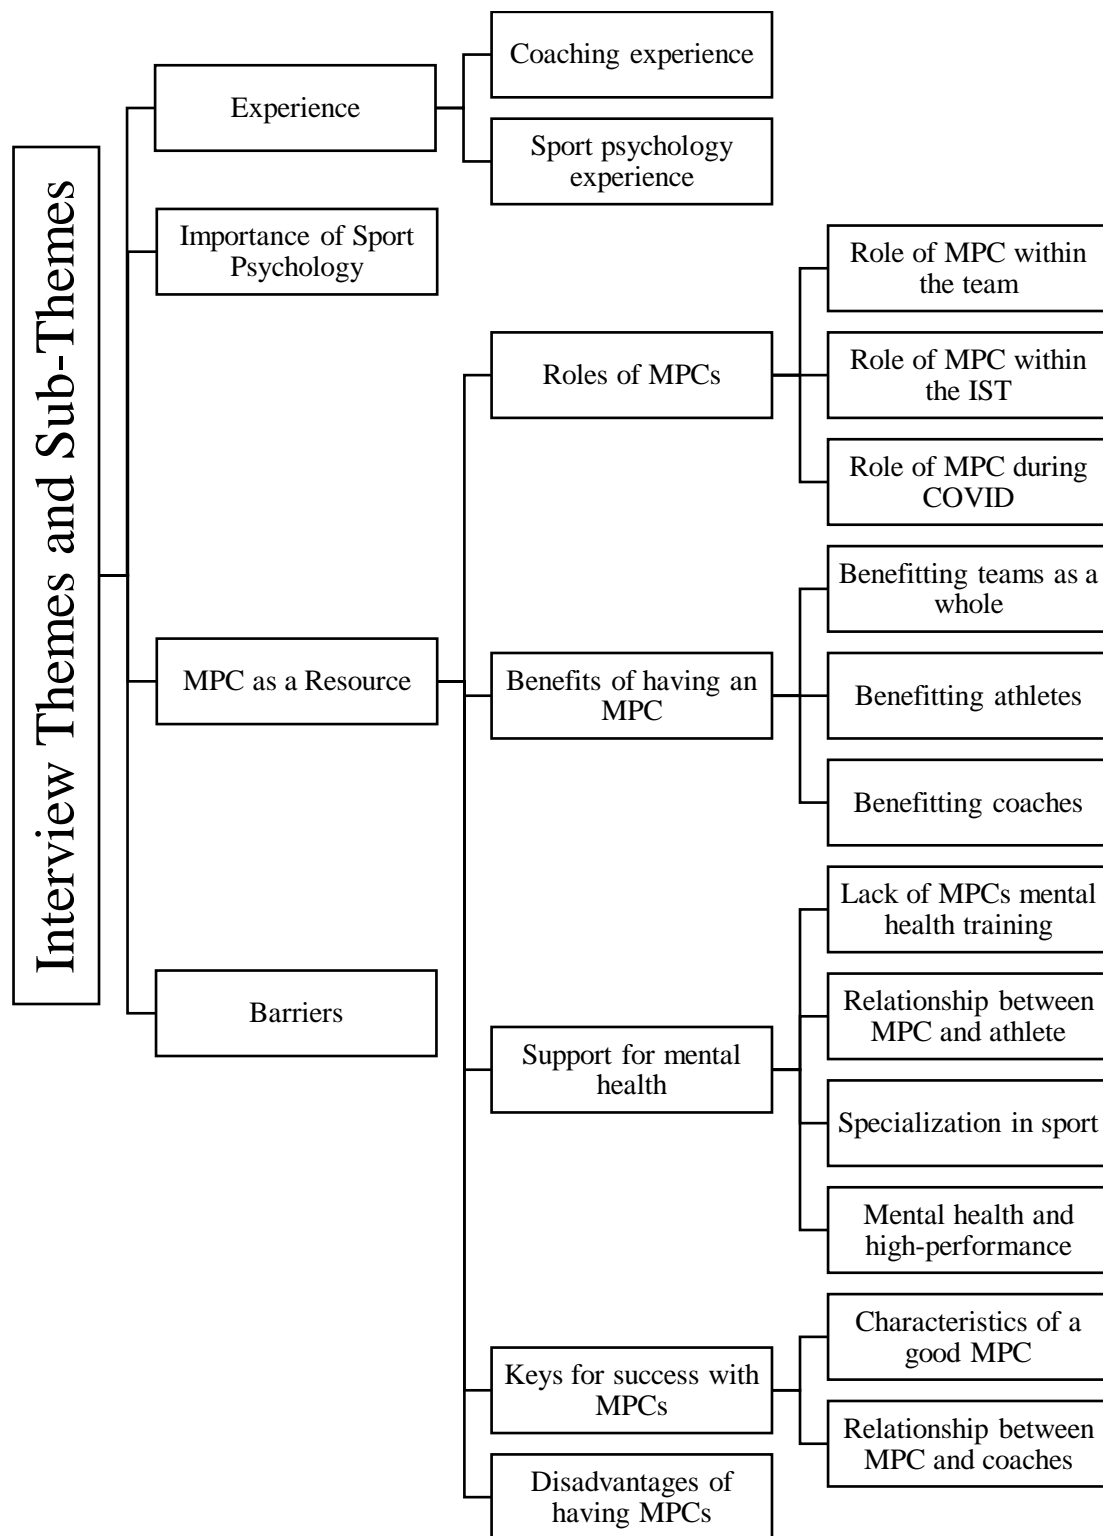 Interview Themes and Sub-Themes
Experience
Coaching experience
Sport psychology
experience
Importance of Sport
Psychology
MPC as a Resource
Roles of MPCs
Role of MPC within
the team
Role of MPC within
the IST
Role of MPC during
COVID
Benefits of having an
MPC
Benefitting teams as a
whole
Benefitting athletes
Benefitting coaches
Support for mental
health
Lack of MPCs mental
health training
Relationship between
MPC and athlete
Specialization in sport
Mental health and
high-performance
Keys for success with
MPCs
Characteristics of a
good MPC
Relationship between
MPC and coaches
Disadvantages of
having MPCs
Barriers